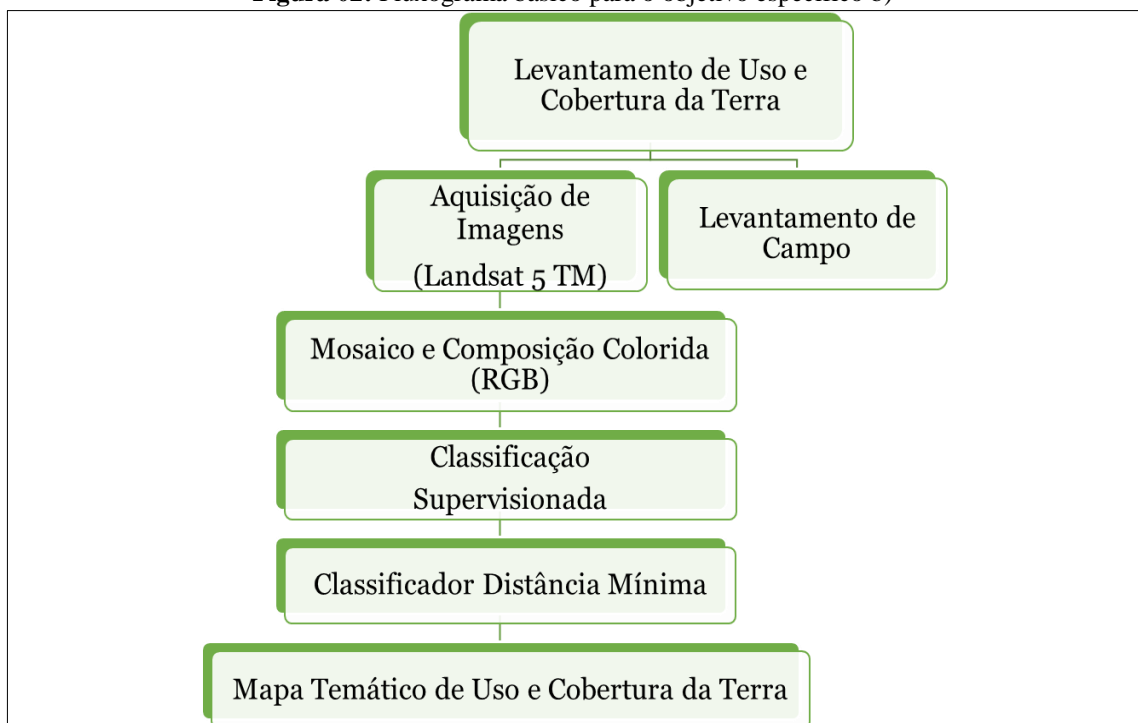 Levantamento de Uso e
Cobertura da Terra
Aquisição de
Imagens
(Landsat 5 TM)
Levantamento de
Campo
Mosaico e Composição Colorida
(RGB)
Classificação
Supervisionada
Classificador Distância Mínima
Mapa Temático de Uso e Cobertura da Terra